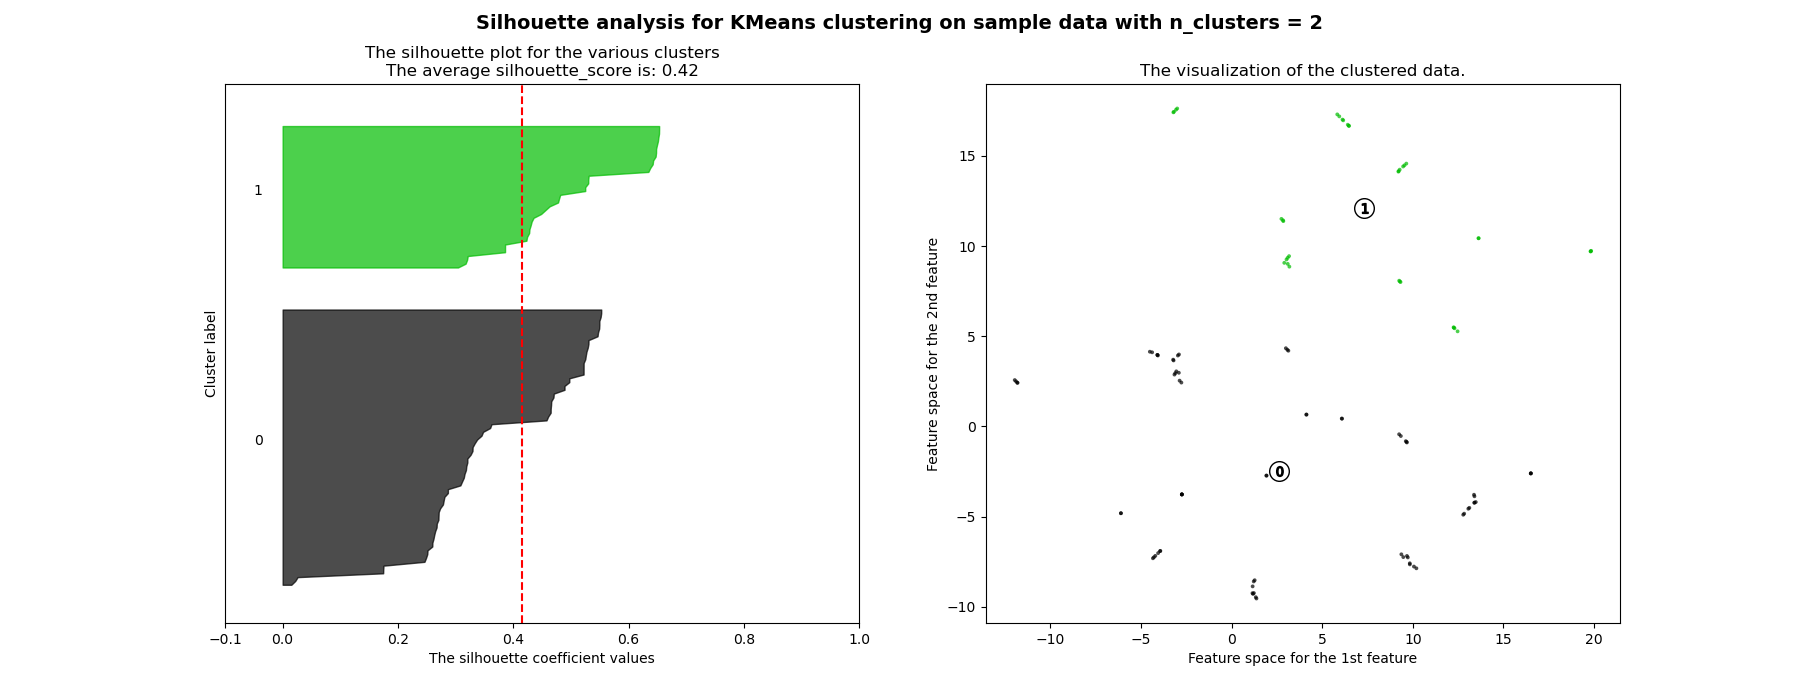 Silhouette analysis for KMeans clustering on sample data with n_clusters = 2
The silhouette plot for the various clusters
The average silhouette_score is: 0.42
1
0
Cluster label
−0.1 0.0 0.2 0.4 0.6 0.8 1.0
The silhouette coefficient values
The visualization of the clustered data.
15
10
5
0
−5
−10
Feature space for the 2nd feature
1
0
−10 −5 0 5 10 15 20
Feature space for the 1st feature